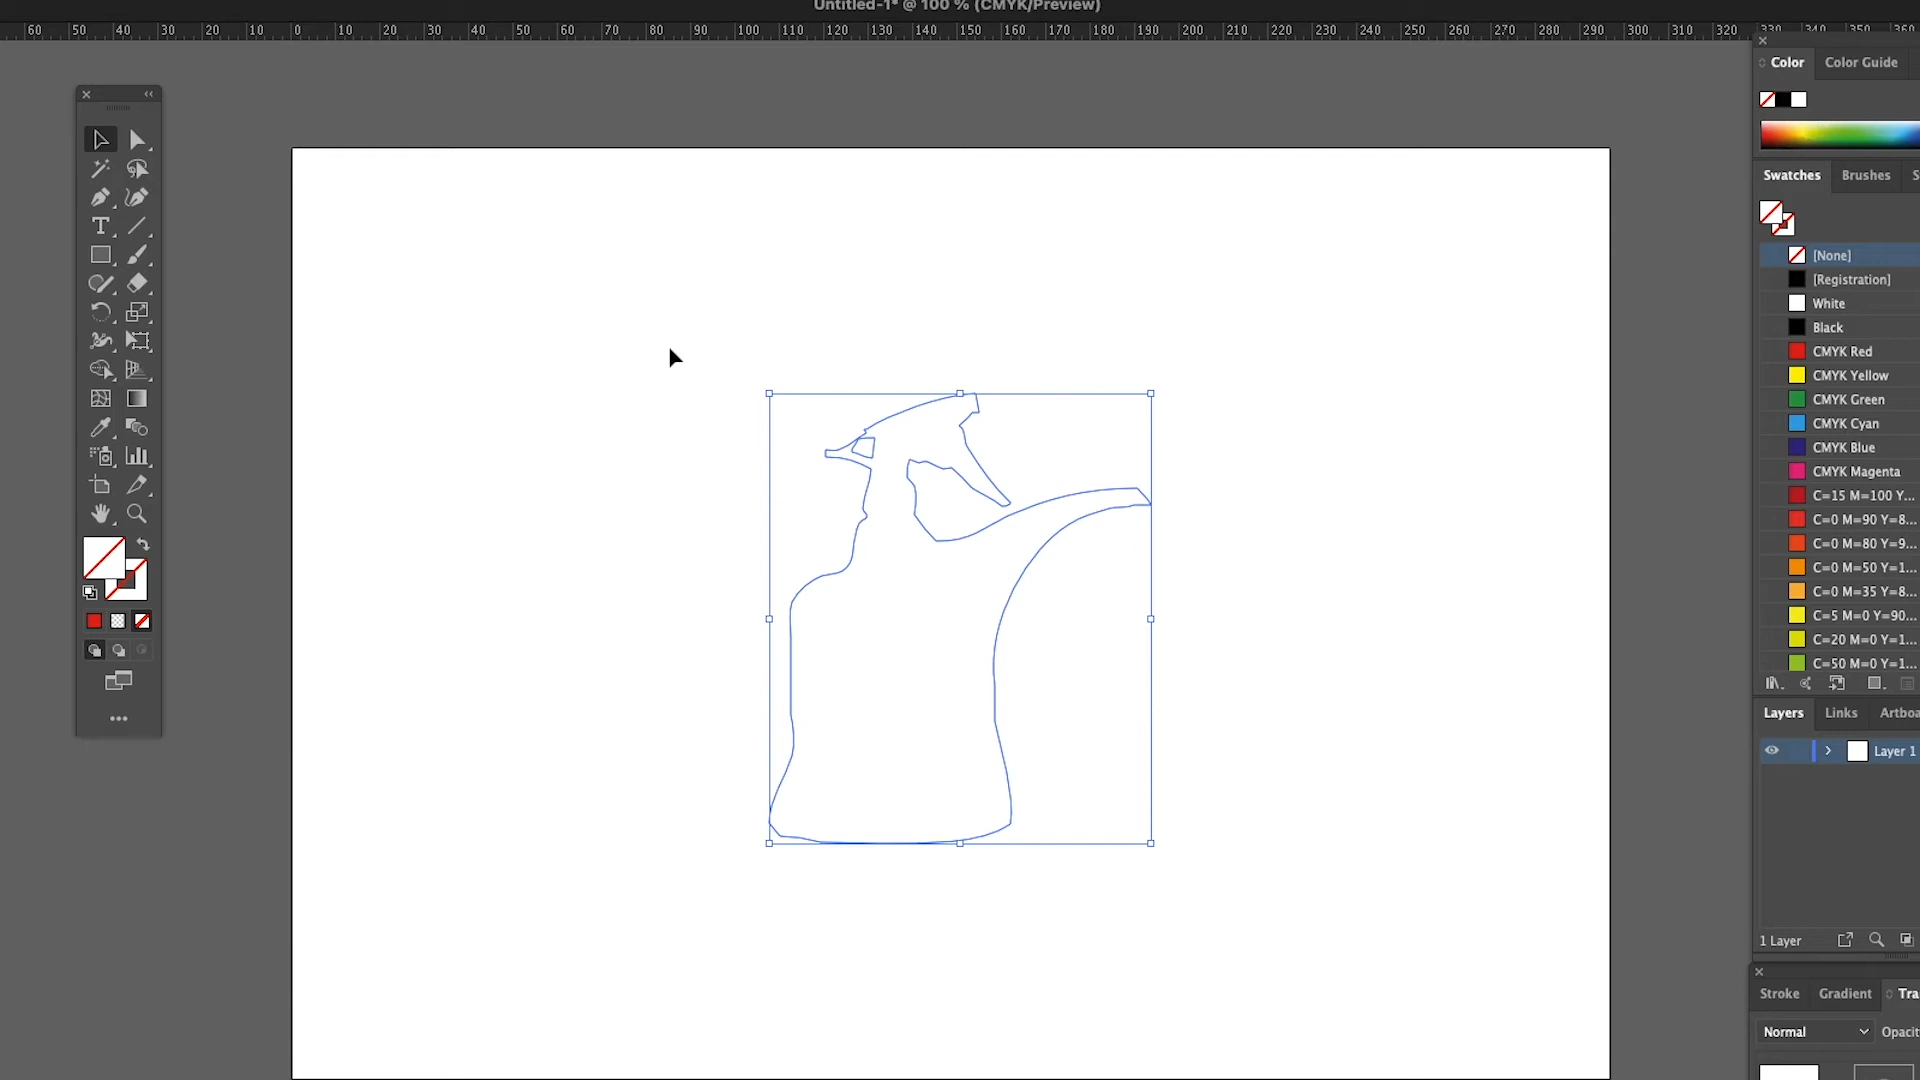 Untitled-1* @ 100 % (CMYK/Preview)
60 50 40 30 20 10 0 10 20 30 40 50 60 70 80 90 100 110 120 130 140 150 160 170 180 190 200 210 220 230 240 250 260 270 280 290 300 310 320 330 340 350 360
Color Color Guide
Swatches Brushes S
[None]
[Registration]
White
Black
CMYK Red
CMYK Yellow
CMYK Green
CMYK Cyan
CMYK Blue
CMYK Magenta
C=15 M=100 Y...
C=0 M=90 Y=8...
C=0 M=80 Y=9...
C=0 M=50 Y=1...
C=0 M=35 Y=8...
C=5 M=0 Y=90...
C=20 M=0 Y=1...
C=50 M=0 Y=1...
Layers Links Artboa
Layer 1
1 Layer
Stroke Gradient Tra
Normal Opacit